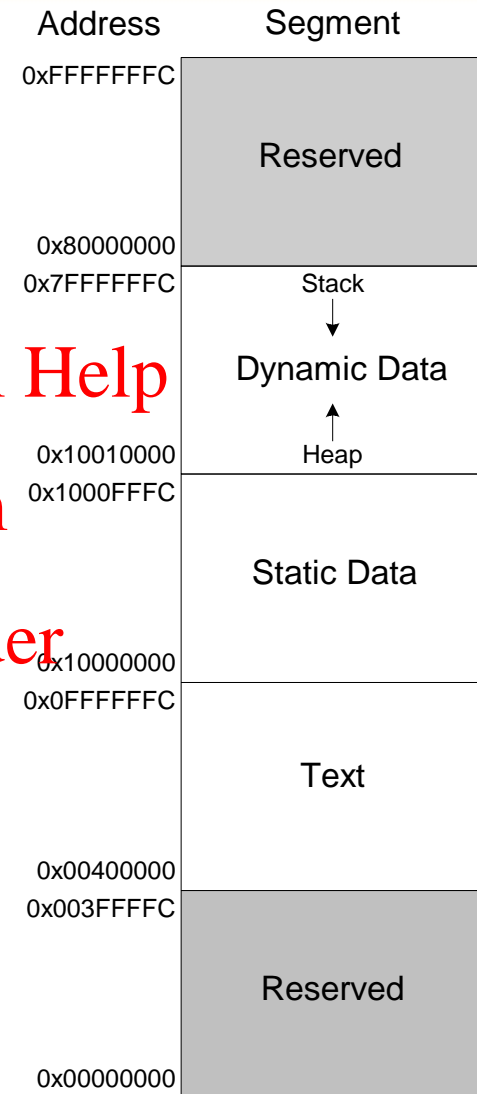 Address Segment
0xFFFFFFFC
Reserved
0x80000000
0x7FFFFFFC Stack
Help Dynamic Data
0x10010000 Heap
0x1000FFFC
Static Data
0x10000000
0x0FFFFFFC
Text
0x00400000
0x003FFFFC
Reserved
0x00000000